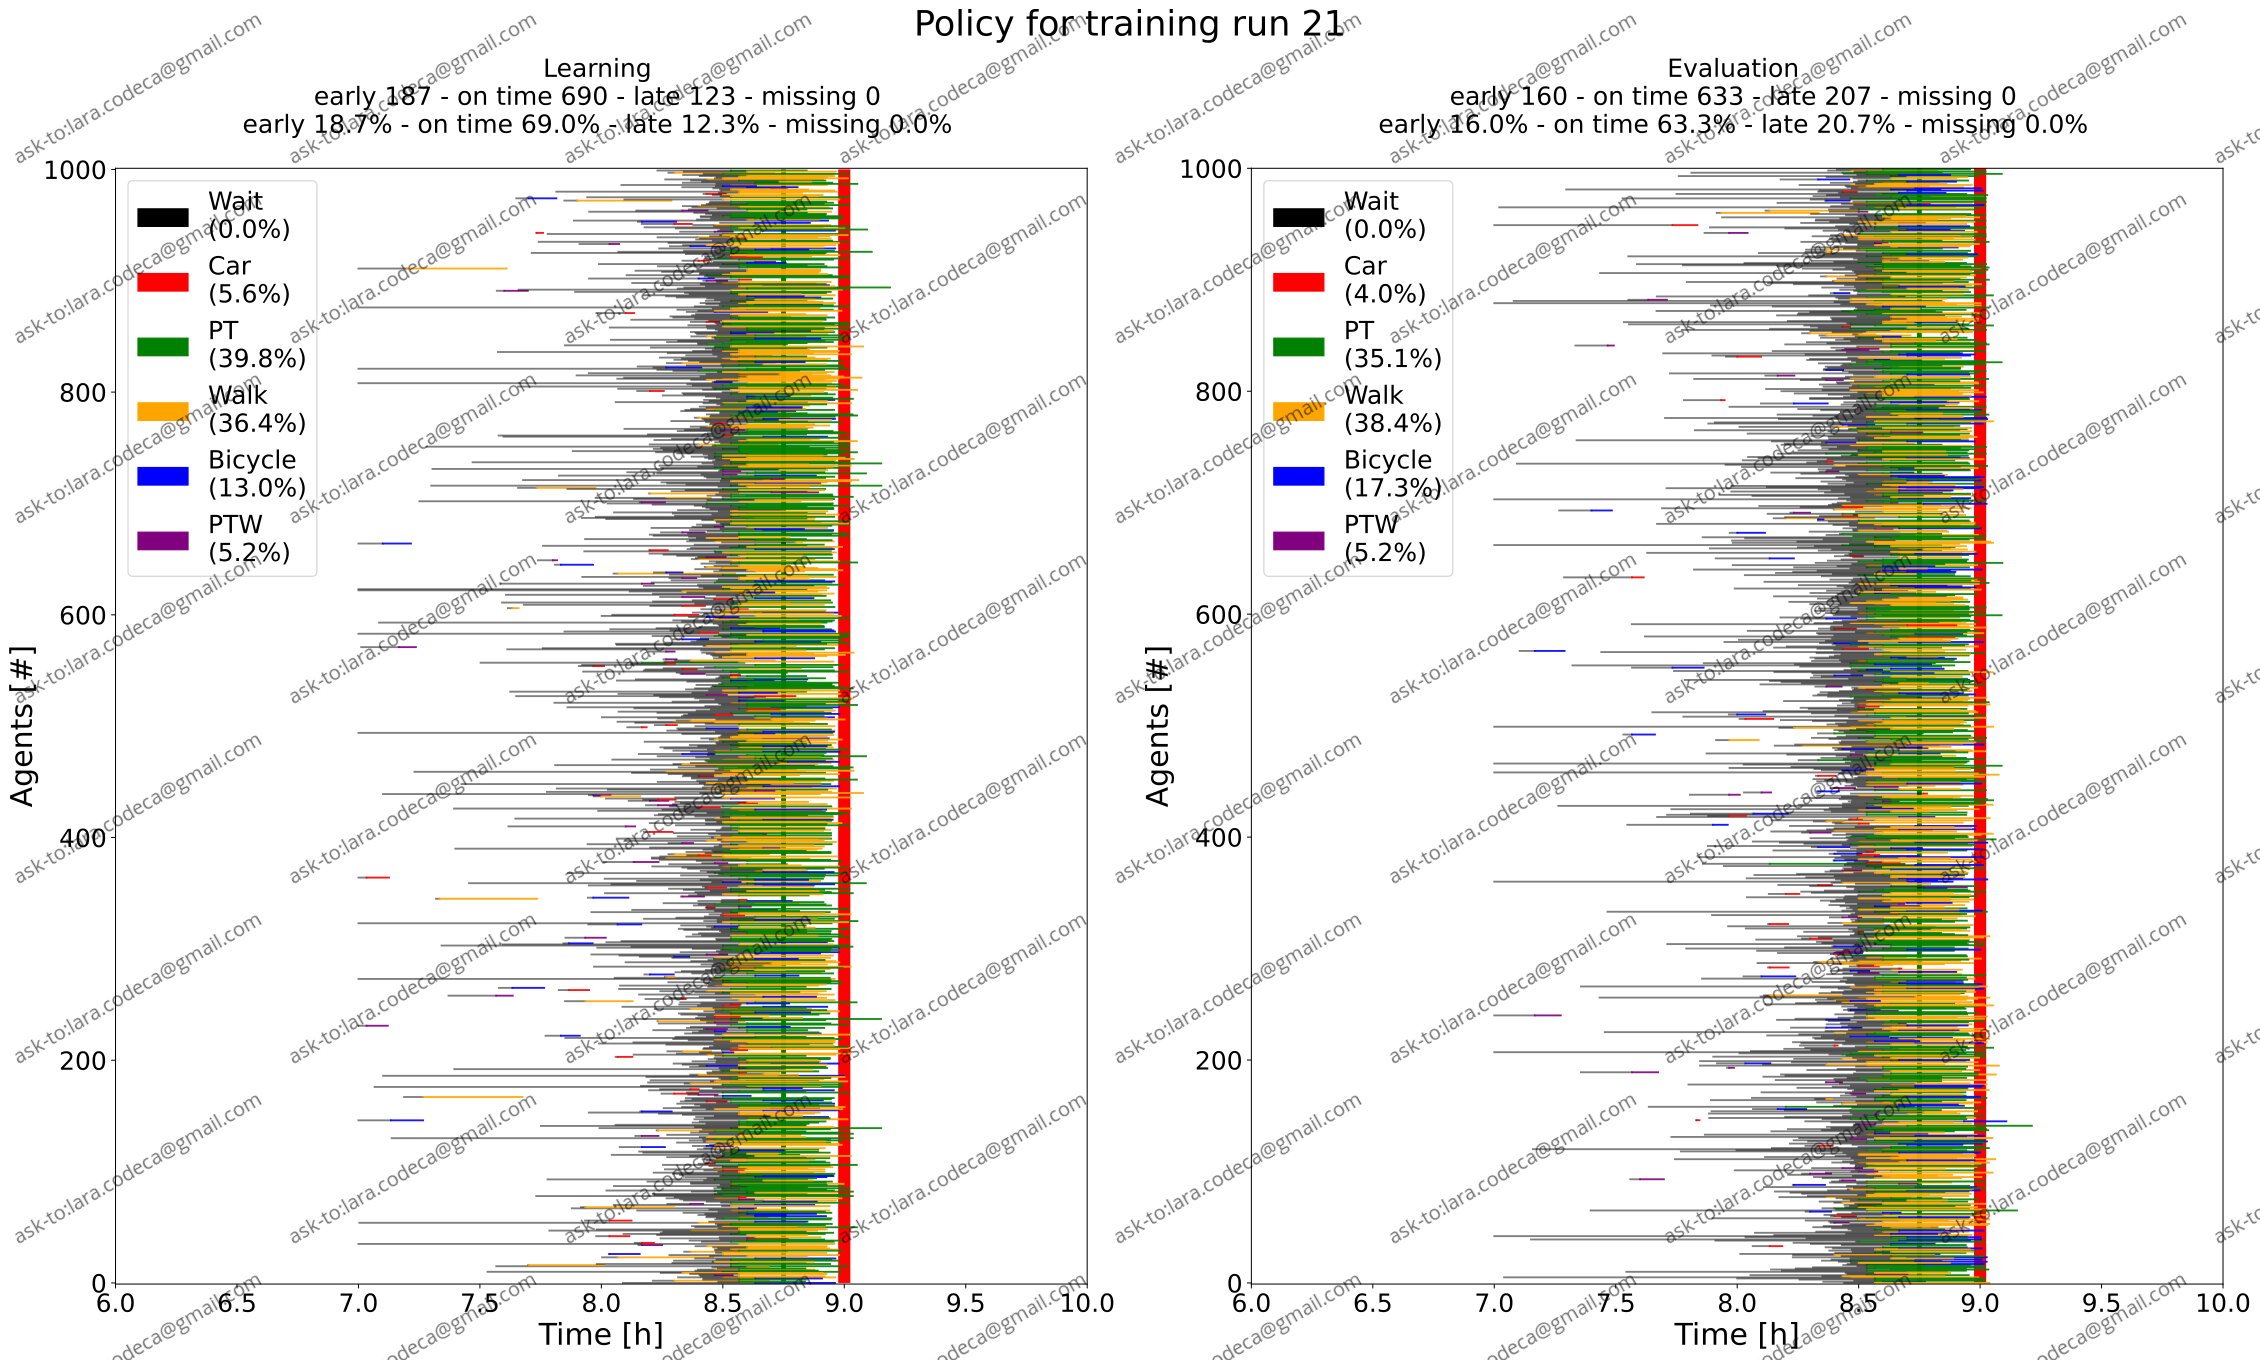 Policy for training run 21
Learning
early 187 - on time 690 - late 123 - missing 0
early 18.7% - on time 69.0% - late 12.3% - missing 0.0%
Wait
(0.0%)
Car
(5.6%)
PT
(39.8%)
Walk
(36.4%)
Bicycle
(13.0%)
PTW
(5.2%)
Agents [#]
1000
800
600
400
200
0
6.0 6.5 7.0 7.5 8.0 8.5 9.0 9.5 10.0
Time [h]
Evaluation
early 160 - on time 633 - late 207 - missing 0
early 16.0% - on time 63.3% - late 20.7% - missing 0.0%
Wait
(0.0%)
Car
(4.0%)
PT
(35.1%)
Walk
(38.4%)
Bicycle
(17.3%)
PTW
(5.2%)
Agents [#]
1000
800
600
400
200
0
6.0 6.5 7.0 7.5 8.0 8.5 9.0 9.5 10.0
Time [h]
ask-to:lara.codeca@gmail.com